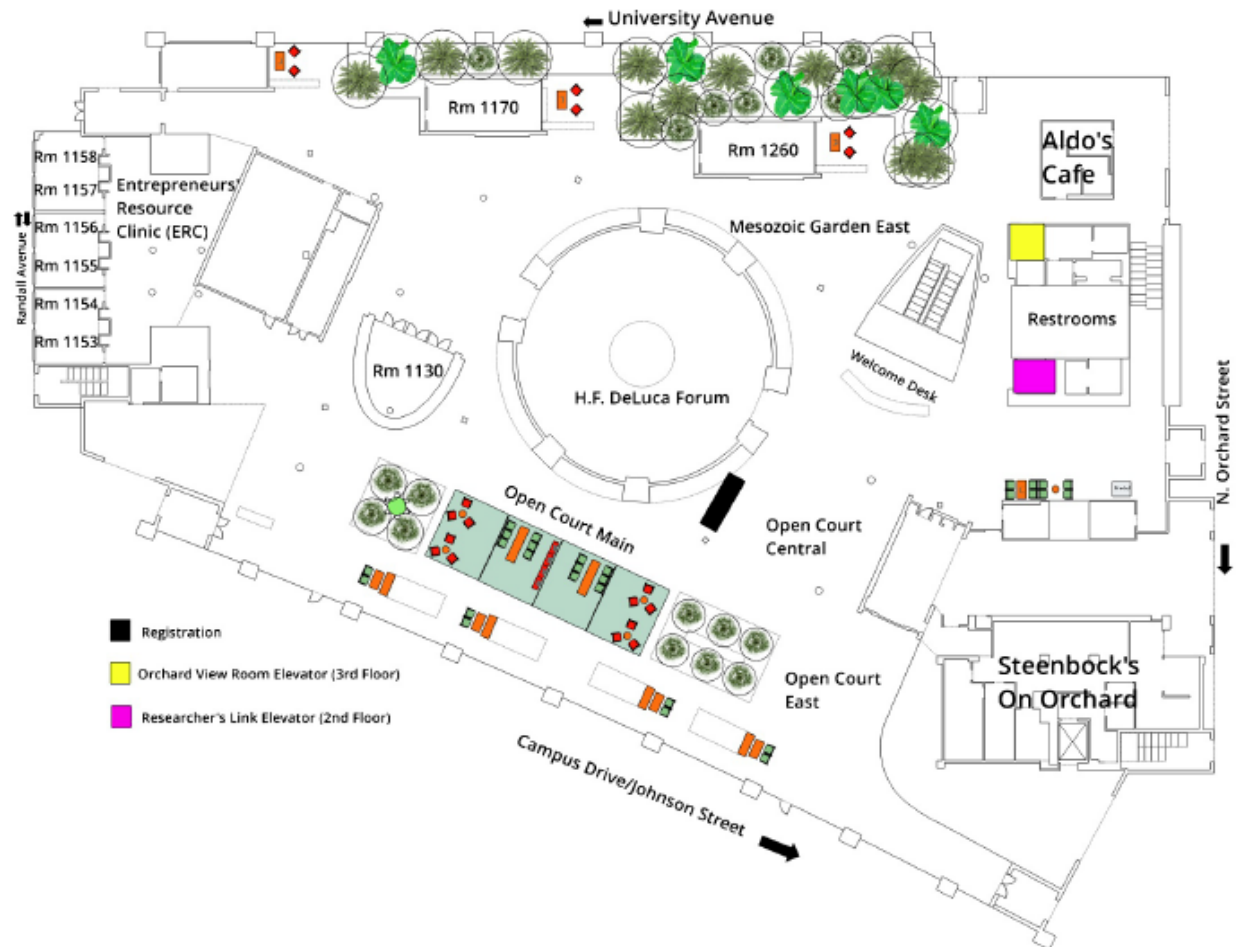 University Avenue
Rm 1170
Rm 1260
Aldo's
Cafe
Rm 1158
Rm 1157
Rm 1156
Rm 1155
Rm 1154
Rm 1153
Entrepreneurs'
Resource
Clinic (ERC)
Randall Avenue
Mesozoic Garden East
Restrooms
Rm 1130
H.F. DeLuca Forum
Welcome Desk
N. Orchard Street
Open Court Main
Open Court
Central
Registration
Orchard View Room Elevator (3rd Floor)
Researcher's Link Elevator (2nd Floor)
Steenbock's
On Orchard
Open Court
East
Campus Drive/Johnson Street